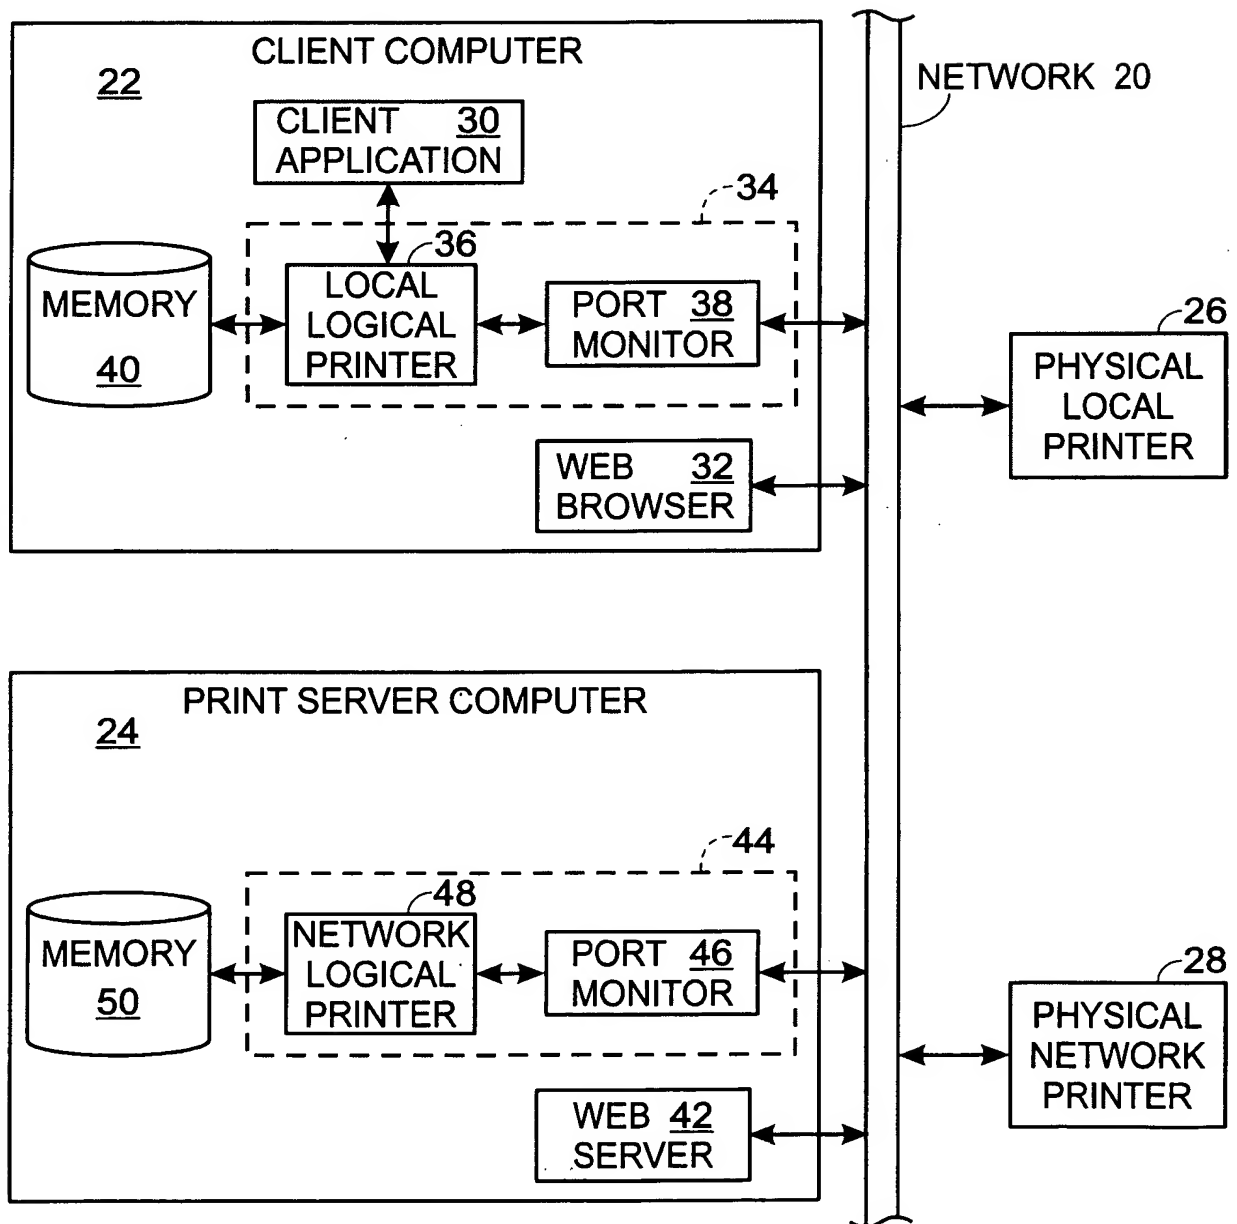 CLIENT COMPUTER
22
NETWORK 20
CLIENT 30
APPLICATION
34
36
MEMORY
40
LOCAL
LOGICAL
PRINTER
PORT 38
MONITOR
26
PHYSICAL
LOCAL
PRINTER
WEB 32
BROWSER
PRINT SERVER COMPUTER
24
44
48
MEMORY
50
NETWORK
LOGICAL
PRINTER
PORT 46
MONITOR
28
PHYSICAL
NETWORK
PRINTER
WEB 42
SERVER